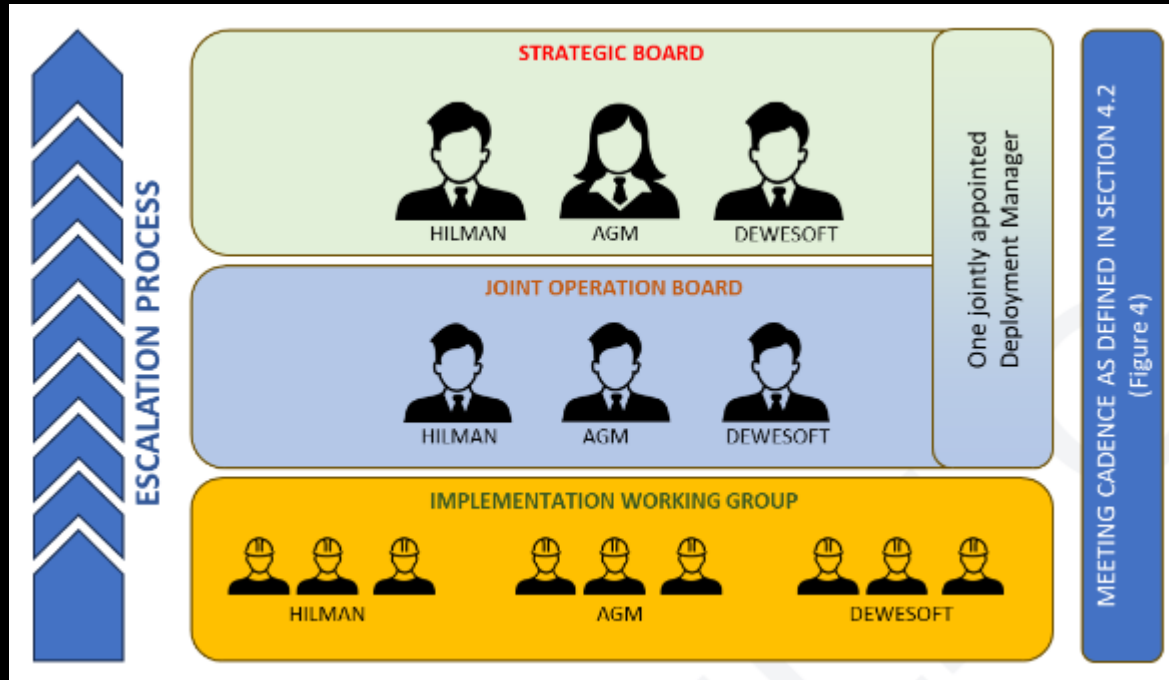 ESCALATION PROCESS
STRATEGIC BOARD
HILMAN
AGM
DEWESOFT
JOINT OPERATION BOARD
HILMAN
AGM
DEWESOFT
One jointly appointed
Deployment Manager
IMPLEMENTATION WORKING GROUP
HILMAN
AGM
DEWESOFT
MEETING CADENCE AS DEFINED IN SECTION 4.2
(Figure 4)